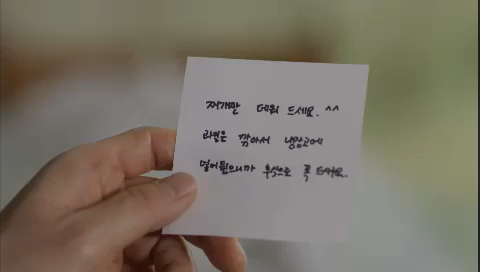 찌개만 데워 드세요.^^
과일은 깎아서 냉장고에
넣어뒀으니까 후식으로 꼭 드세요.